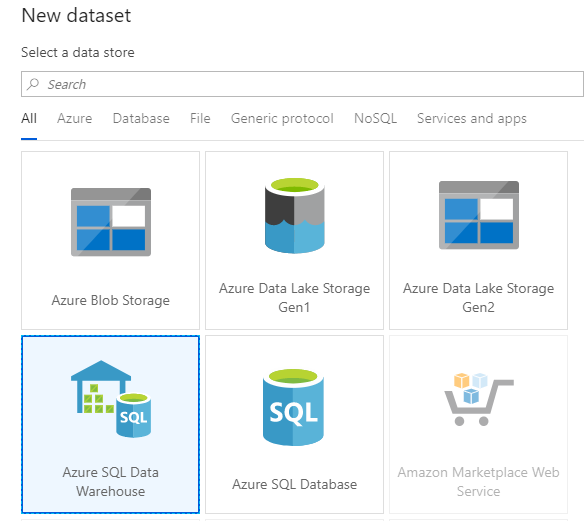 New dataset
Select a data store
Search
All Azure Database File Generic protocol NoSQL Services and apps
Azure Blob Storage
Azure Data Lake Storage
Gen1
Azure Data Lake Storage
Gen2
SQL
Azure SQL Data
Warehouse
SQL
Azure SQL Database
Amazon Marketplace Web
Service